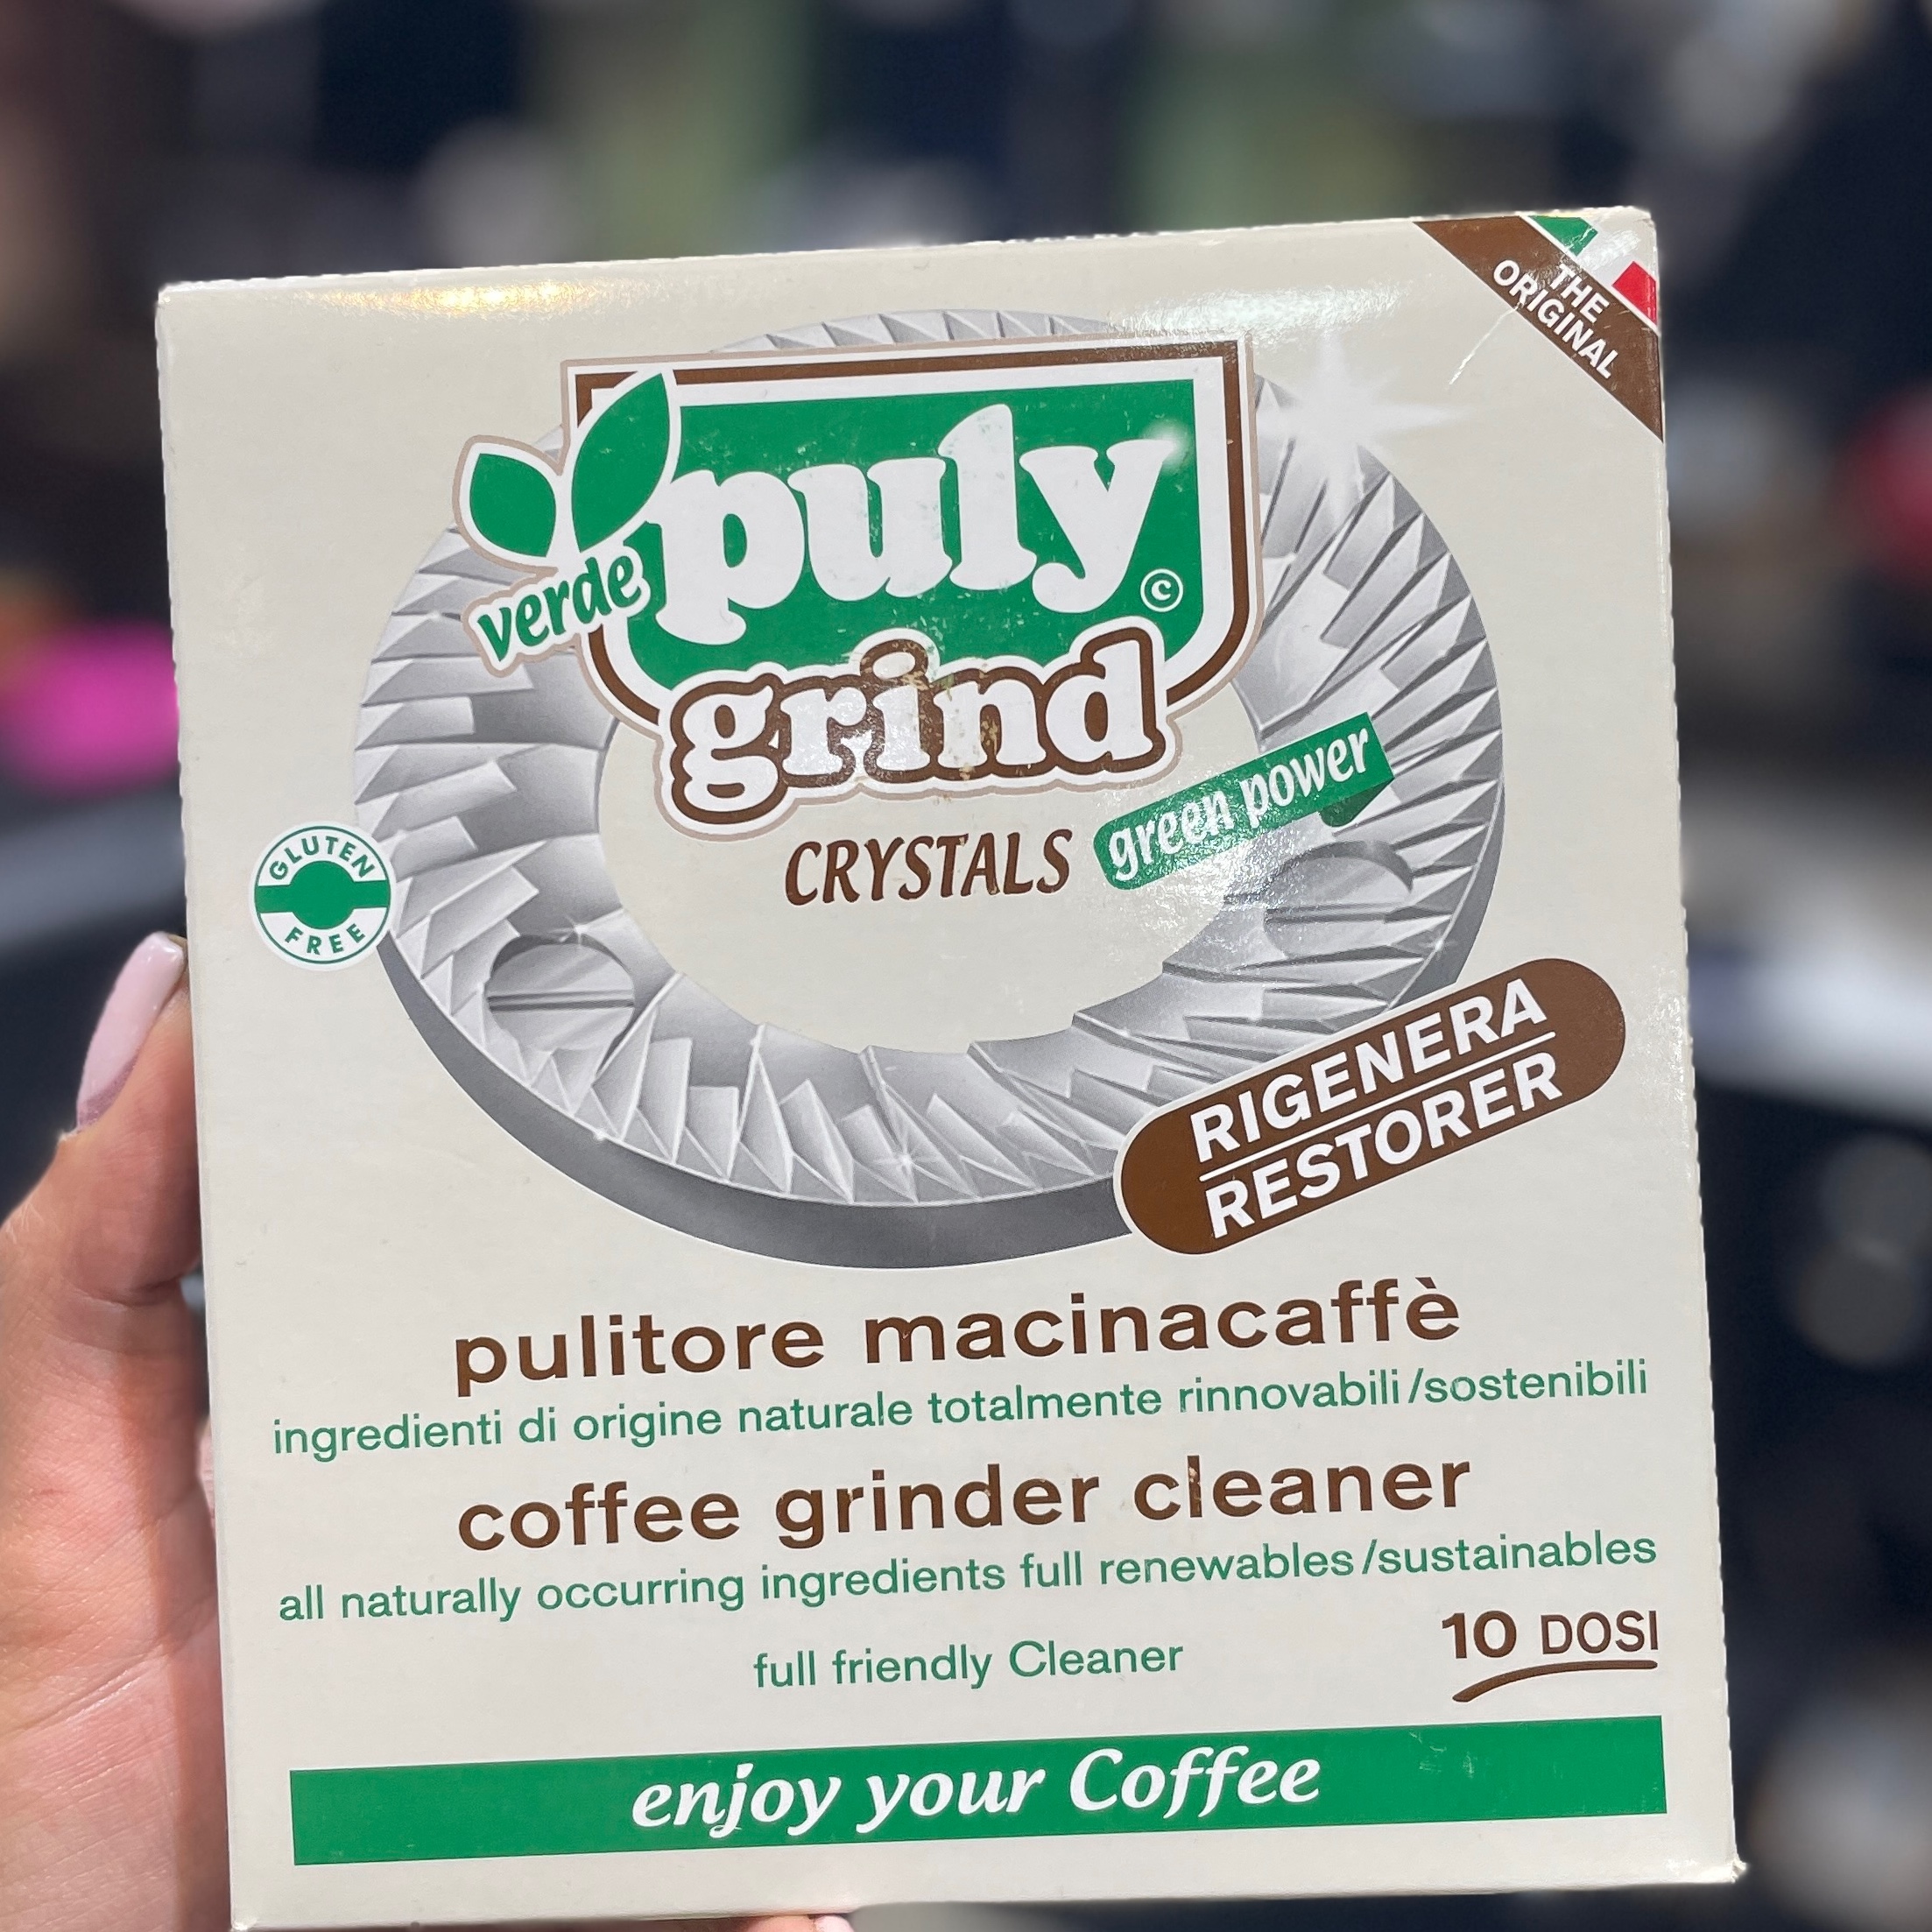 THE
ORIGINAL
puly
©
verde
grind
CRYSTALS
green power
GLUTEN
FREE
RIGENERA
RESTORER
pulitore macinacaffè
ingredienti di origine naturale totalmente rinnovabili/sostenibili
coffee grinder cleaner
all naturally occurring ingredients full renewables/sustainables
full friendly Cleaner
10 DOSI
enjoy your Coffee